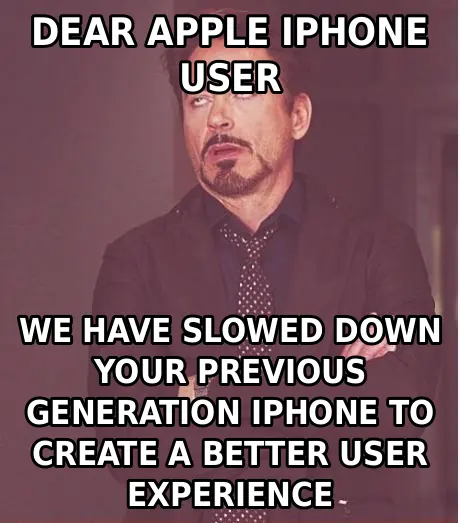 DEAR APPLE IPHONE
USER
WE HAVE SLOWED DOWN
YOUR PREVIOUS
GENERATION IPHONE TO
CREATE A BETTER USER
EXPERIENCE